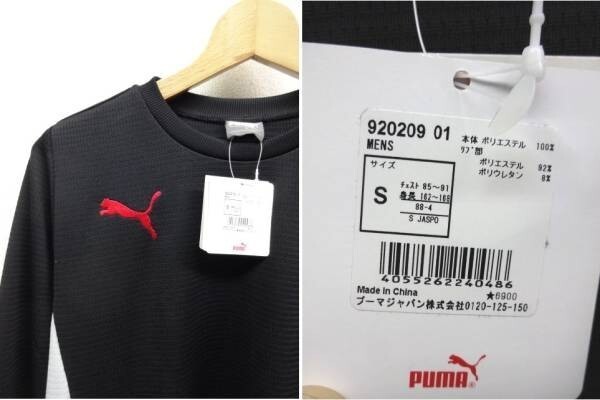 920209 01
MENS
本体 ポリエステル 100%
リブ部
ポリエステル 92%
ポリウレタン 8%
サイズ
S
チェスト 85~91
身長 162~168
88-4
S JASPO
4055262240486
Made in China
★6900
プーマジャパン株式会社0120-125-150
PUMA
PUMA